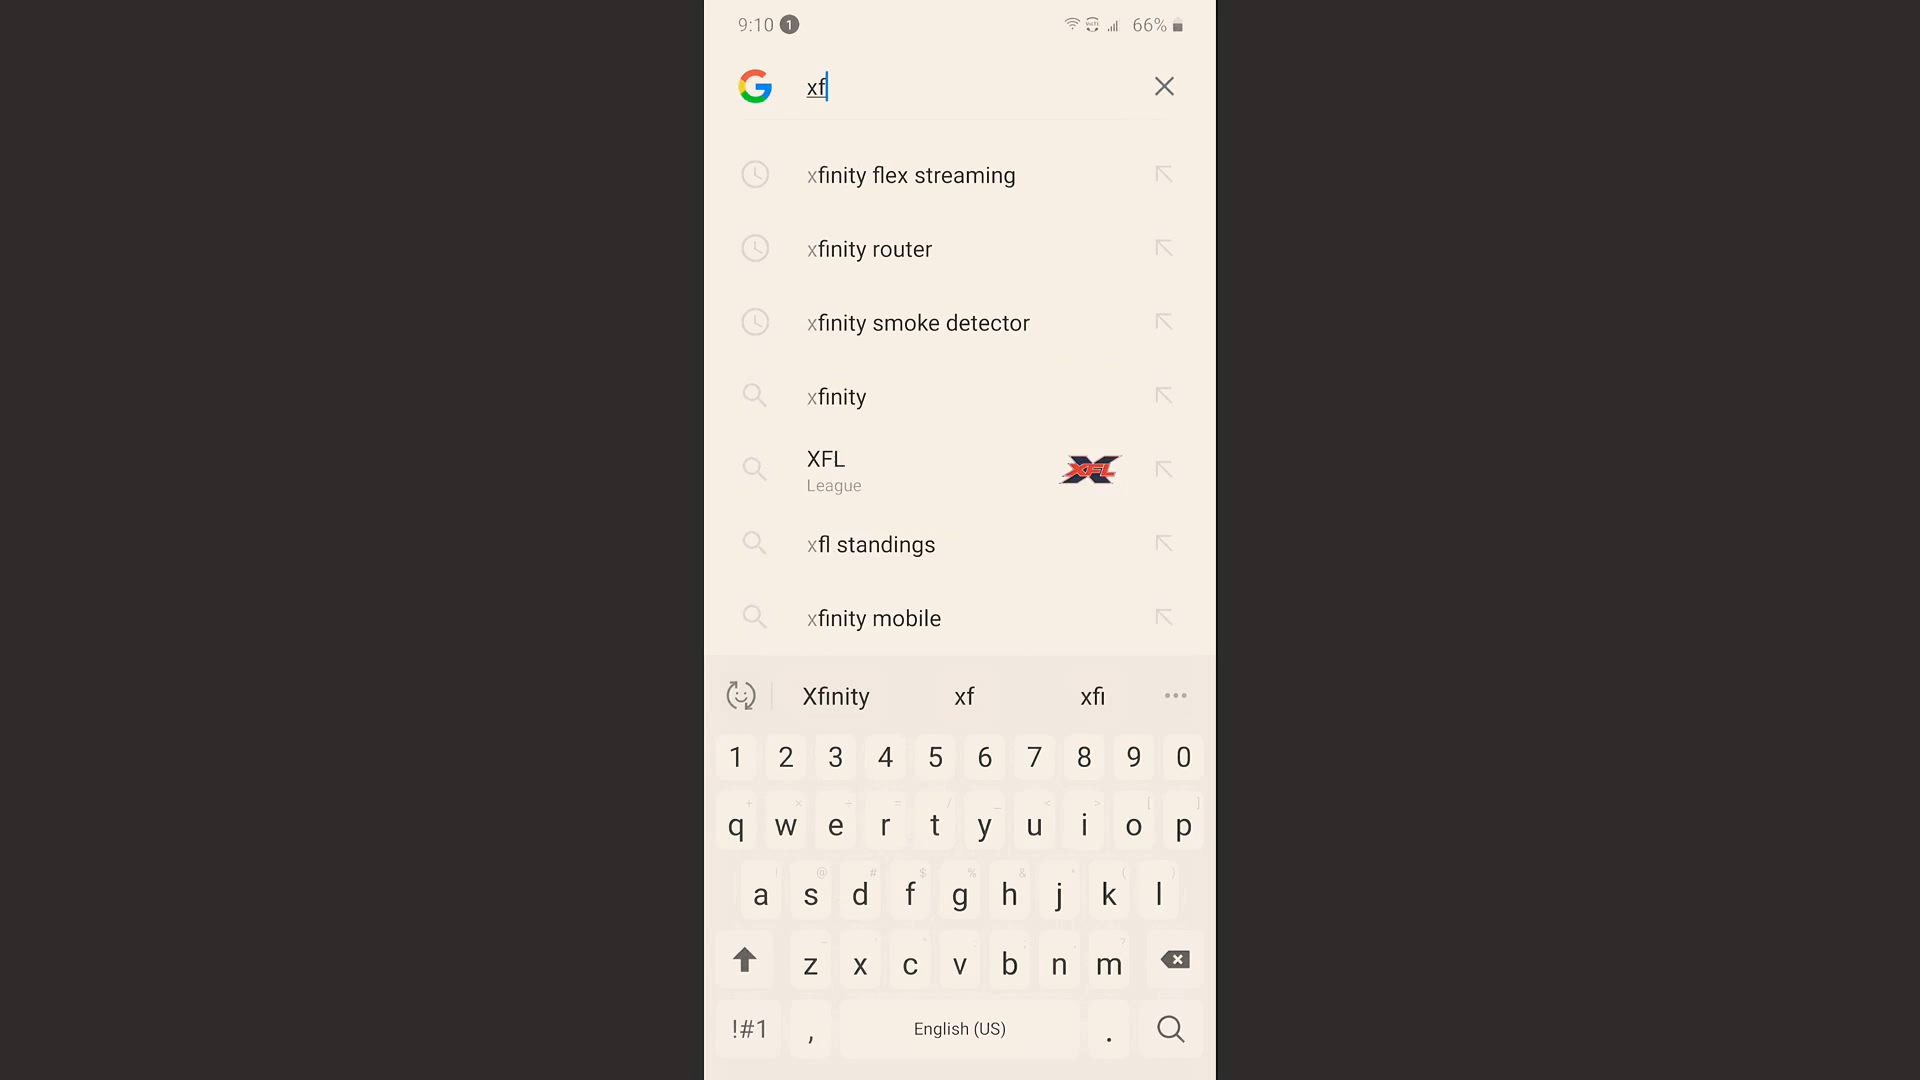 9:10 1 66%
xf
xfinity flex streaming
xfinity router
xfinity smoke detector
xfinity
XFL
League
XFL
xfl standings
xfinity mobile
Xfinity xf xfi
1 2 3 4 5 6 7 8 9 0
+ × ÷ = / _ < > [ ]
q w e r t y u i o p
! @ # $ % & ( )
a s d f g h j k l
z x c v b n m
!#1 , English (US) .